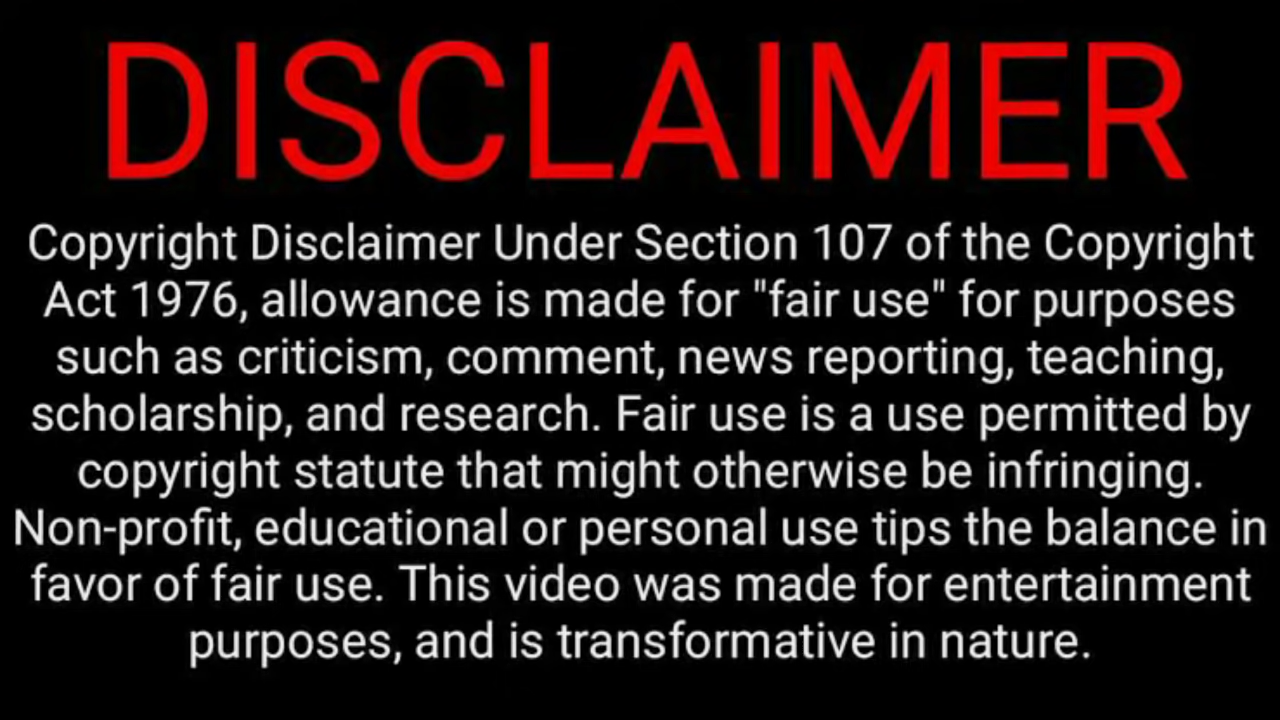 DISCLAIMER
Copyright Disclaimer Under Section 107 of the Copyright
Act 1976, allowance is made for "fair use" for purposes
such as criticism, comment, news reporting, teaching,
scholarship, and research. Fair use is a use permitted by
copyright statute that might otherwise be infringing.
Non-profit, educational or personal use tips the balance in
favor of fair use. This video was made for entertainment
purposes, and is transformative in nature.